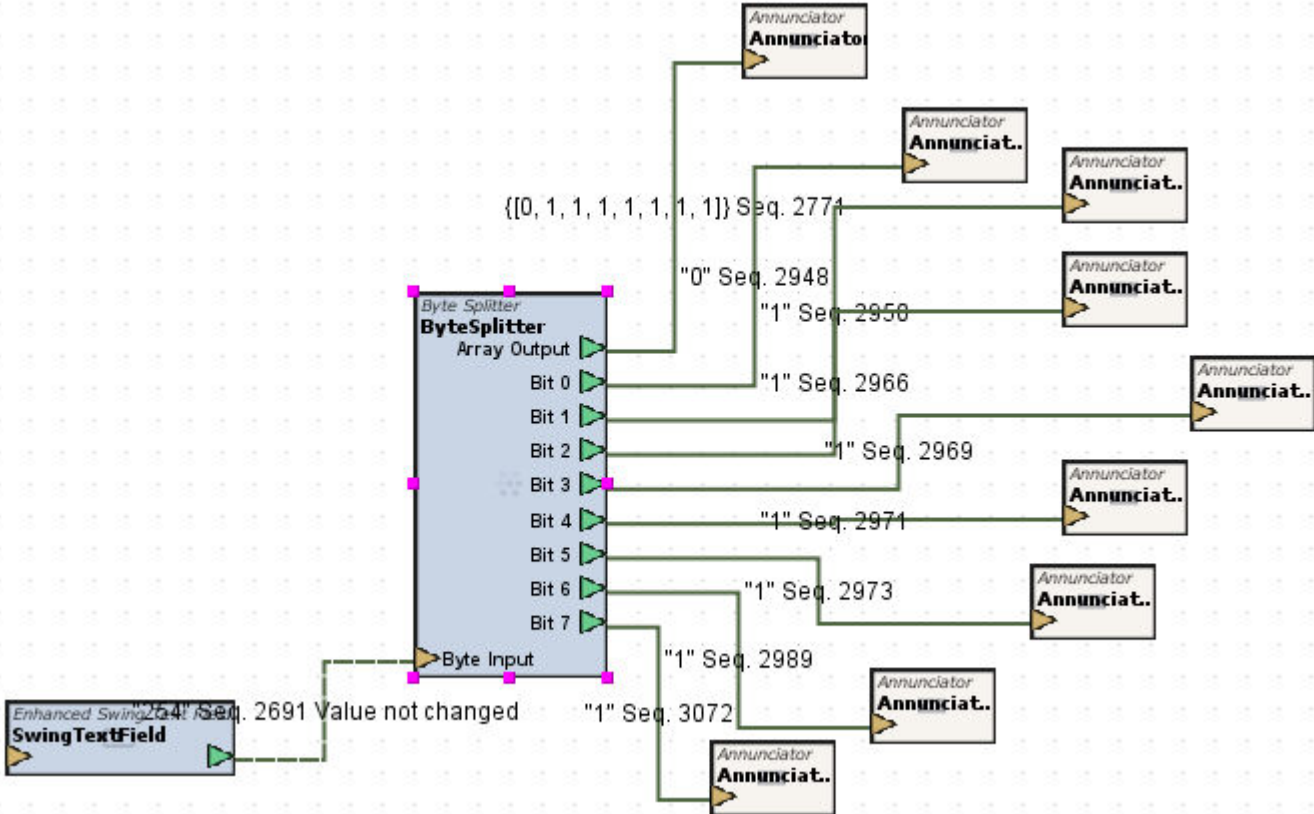 Annunciator
Annunciator
Annunciator
Annunciat..
Annunciator
Annunciat..
{[0, 1, 1, 1, 1, 1, 1, 1]} Seq. 2771
Annunciator
Annunciat..
"0" Seq. 2948
"1" Seq. 2950
Byte Splitter
ByteSplitter
Array Output
Bit 0
"1" Seq. 2966
Annunciator
Annunciat..
Bit 1
Bit 2
"1" Seq. 2969
Bit 3
Annunciator
Annunciat..
Bit 4
"1" Seq. 2971
Bit 5
Bit 6
"1" Seq. 2973
Annunciator
Annunciat..
Bit 7
Byte Input
"1" Seq. 2989
Annunciator
Annunciat..
Enhanced Swing Text
"254" Seq. 2691 Value not changed
SwingTextField
"1" Seq. 3072
Annunciator
Annunciat..